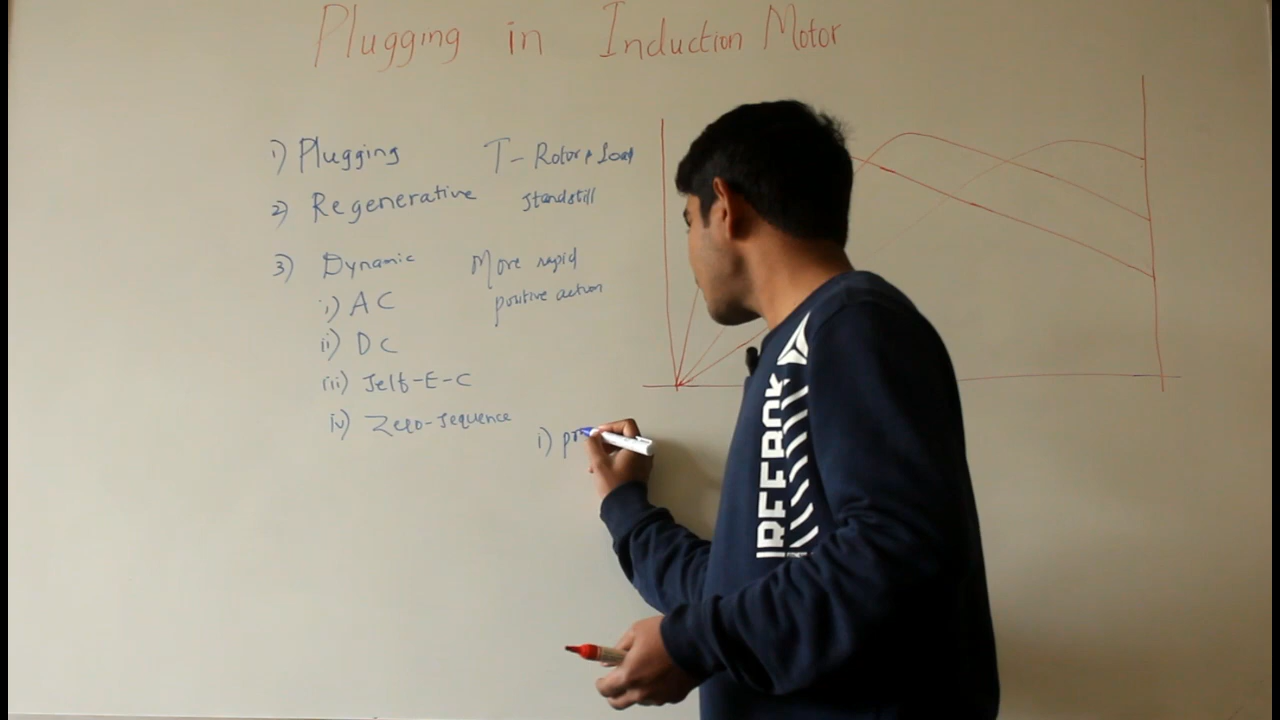 Plugging in Induction Motor
1) Plugging
2) Regenerative
3) Dynamic
i) AC
ii) DC
iii) Self-E-C
iv) Zero-sequence
T- Rotor & Load
standstill
More rapid
positive action
i) p
REEBOK